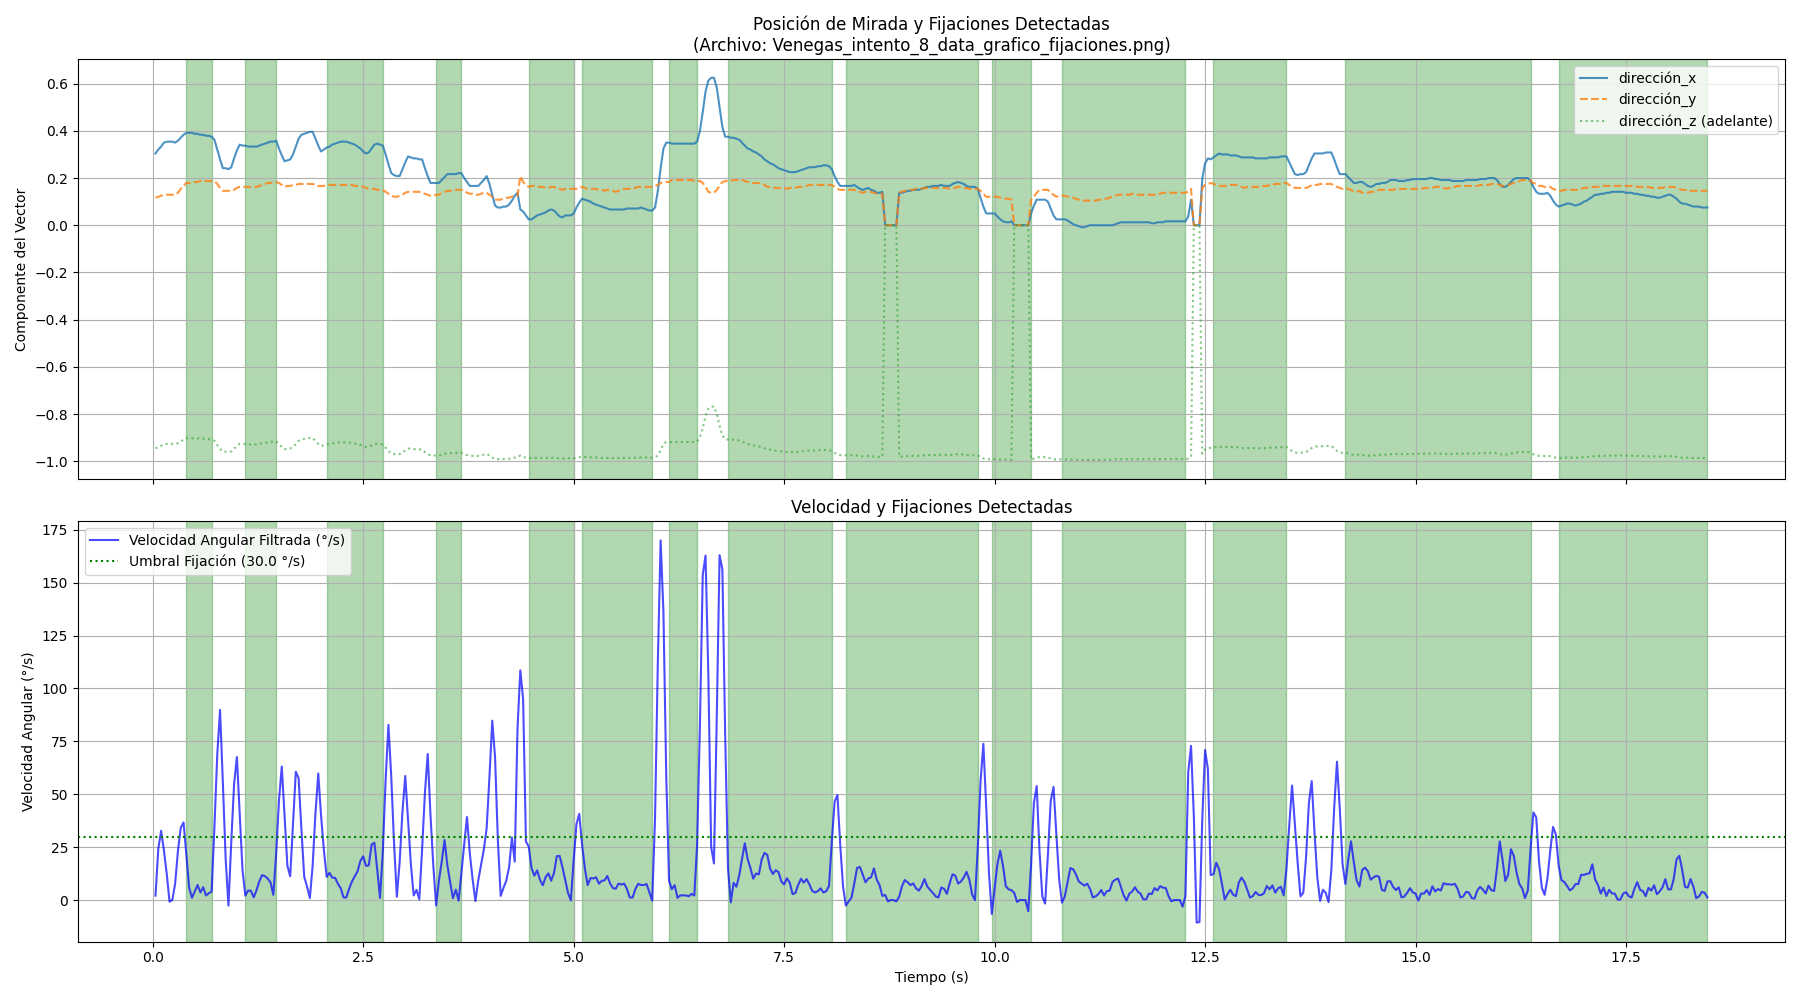 Posición de Mirada y Fijaciones Detectadas
(Archivo: Venegas_intento_8_data_grafico_fijaciones.png)
Componente del Vector
0.6
0.4
0.2
0.0
−0.2
−0.4
−0.6
−0.8
−1.0
dirección_x
dirección_y
dirección_z (adelante)
Velocidad y Fijaciones Detectadas
Velocidad Angular (°/s)
175
150
125
100
75
50
25
0
Velocidad Angular Filtrada (°/s)
Umbral Fijación (30.0 °/s)
0.0 2.5 5.0 7.5 10.0 12.5 15.0 17.5
Tiempo (s)